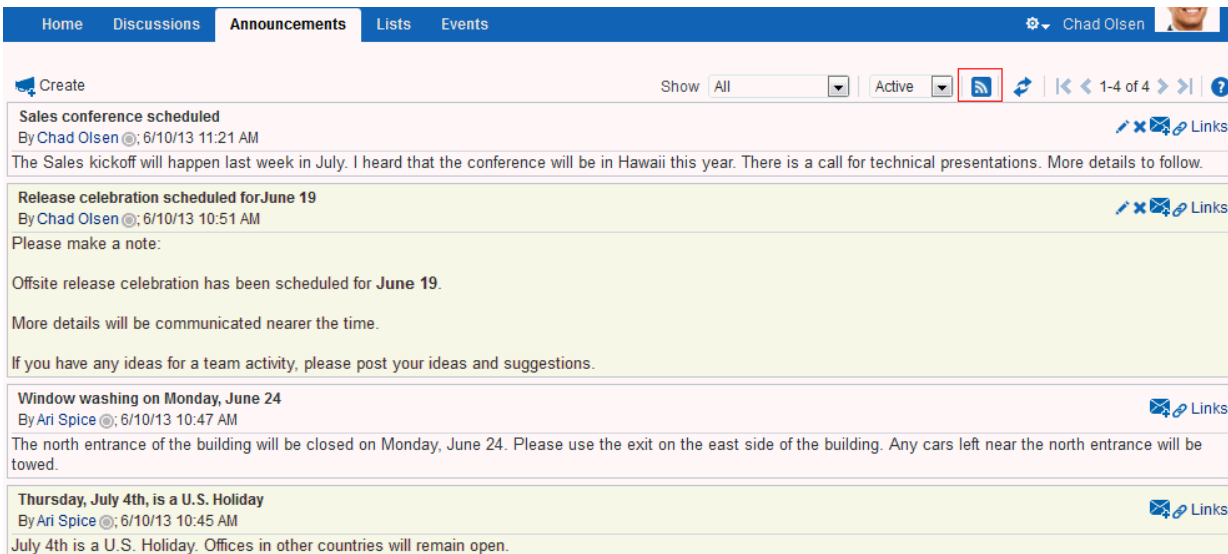 Home Discussions Announcements Lists Events Chad Olsen
Create Show All Active 1-4 of 4 ?
Sales conference scheduled
By Chad Olsen ; 6/10/13 11:21 AM Links
The Sales kickoff will happen last week in July. I heard that the conference will be in Hawaii this year. There is a call for technical presentations. More details to follow.
Release celebration scheduled forJune 19
By Chad Olsen ; 6/10/13 10:51 AM Links
Please make a note:
Offsite release celebration has been scheduled for June 19.
More details will be communicated nearer the time.
If you have any ideas for a team activity, please post your ideas and suggestions.
Window washing on Monday, June 24
By Ari Spice ; 6/10/13 10:47 AM Links
The north entrance of the building will be closed on Monday, June 24. Please use the exit on the east side of the building. Any cars left near the north entrance will be
towed.
Thursday, July 4th, is a U.S. Holiday
By Ari Spice ; 6/10/13 10:45 AM Links
July 4th is a U.S. Holiday. Offices in other countries will remain open.